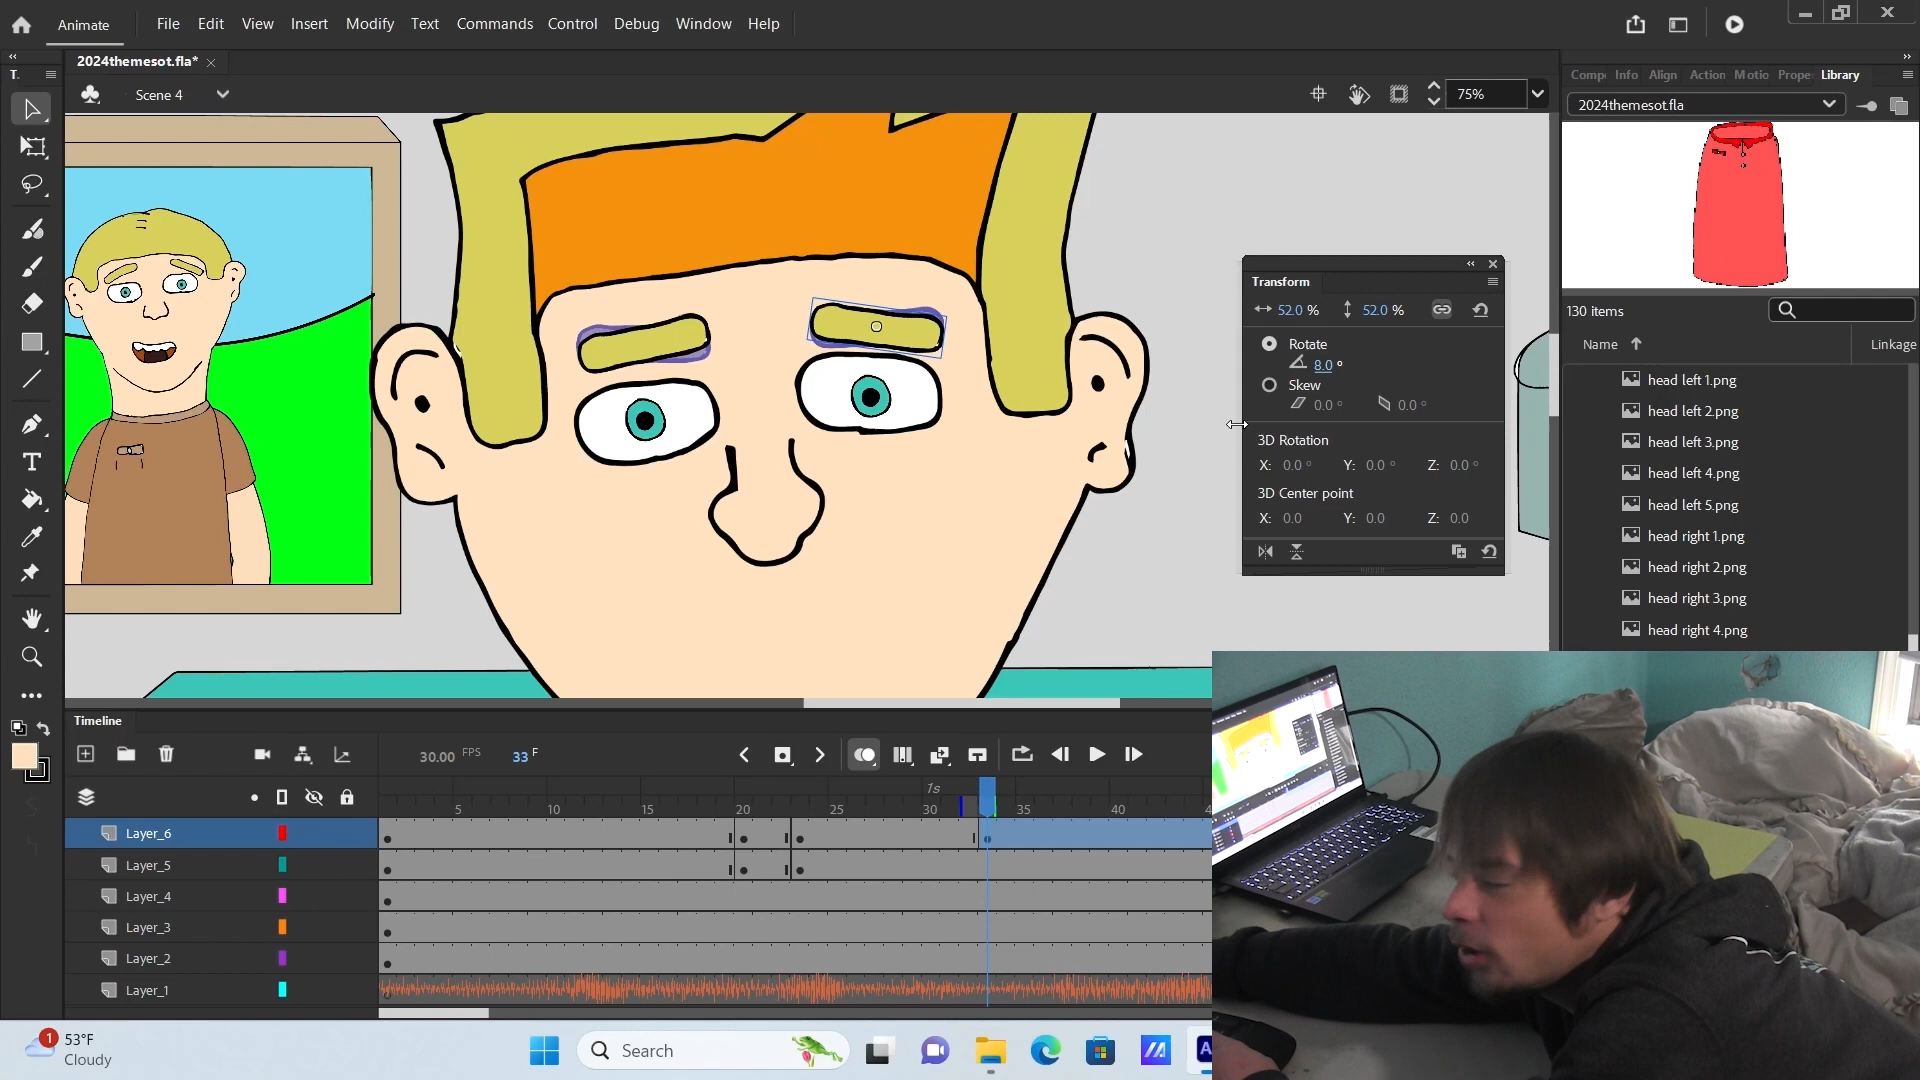 Animate File Edit View Insert Modify Text Commands Control Debug Window Help
2024themesot.fla*
Scene 4
75%
T.
Info Align Action Library
2024themesot.fla
130 items
Name Linkage
head left 1.png
head left 2.png
head left 3.png
head left 4.png
head left 5.png
head right 1.png
head right 2.png
head right 3.png
head right 4.png
Transform
52.0 % 52.0 %
Rotate
8.0 °
Skew
0.0 ° 0.0 °
3D Rotation
X: 0.0 ° Y: 0.0 ° Z: 0.0 °
3D Center point
X: 0.0 Y: 0.0 Z: 0.0
Timeline
30.00 FPS 33 F
1s
5 10 15 20 25 30 35 40
Layer_6
Layer_5
Layer_4
Layer_3
Layer_2
Layer_1
1
53°F
Cloudy
Search